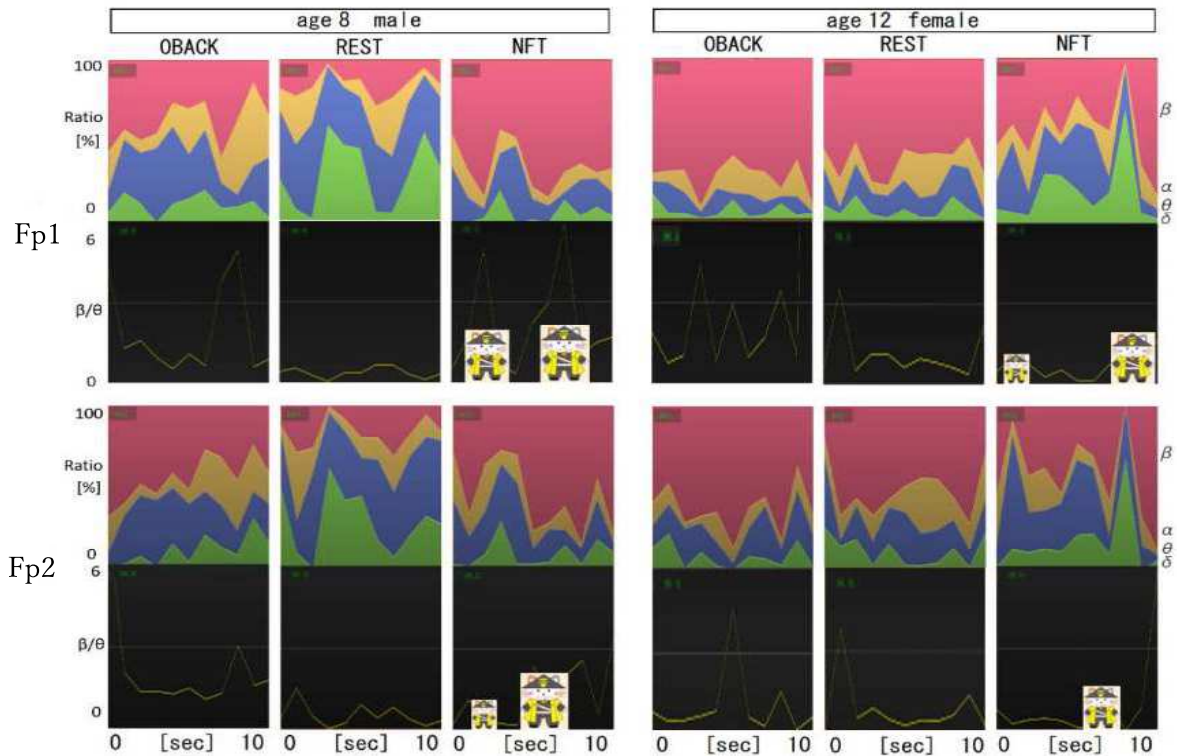 age 8 male
age 12 female
OBACK REST NFT
OBACK REST NFT
100
Ratio
[%]
0
β
α
θ
δ
Fp1
6
β/θ
0
100
Ratio
[%]
0
β
α
θ
δ
Fp2
6
β/θ
0
0 [sec] 10
0 [sec] 10
0 [sec] 10
0 [sec] 10
0 [sec] 10
0 [sec] 10